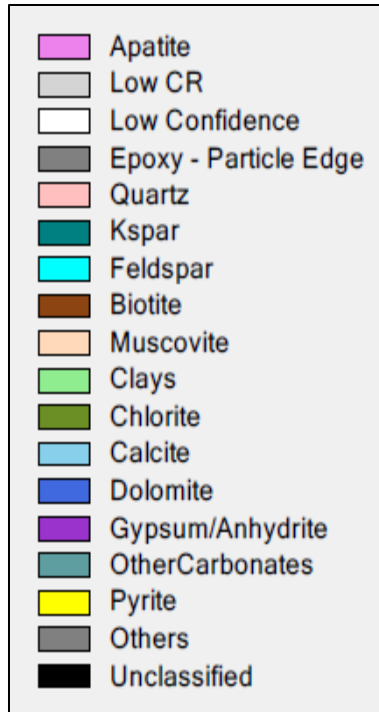 Apatite
Low CR
Low Confidence
Epoxy - Particle Edge
Quartz
Kspar
Feldspar
Biotite
Muscovite
Clays
Chlorite
Calcite
Dolomite
Gypsum/Anhydrite
OtherCarbonates
Pyrite
Others
Unclassified